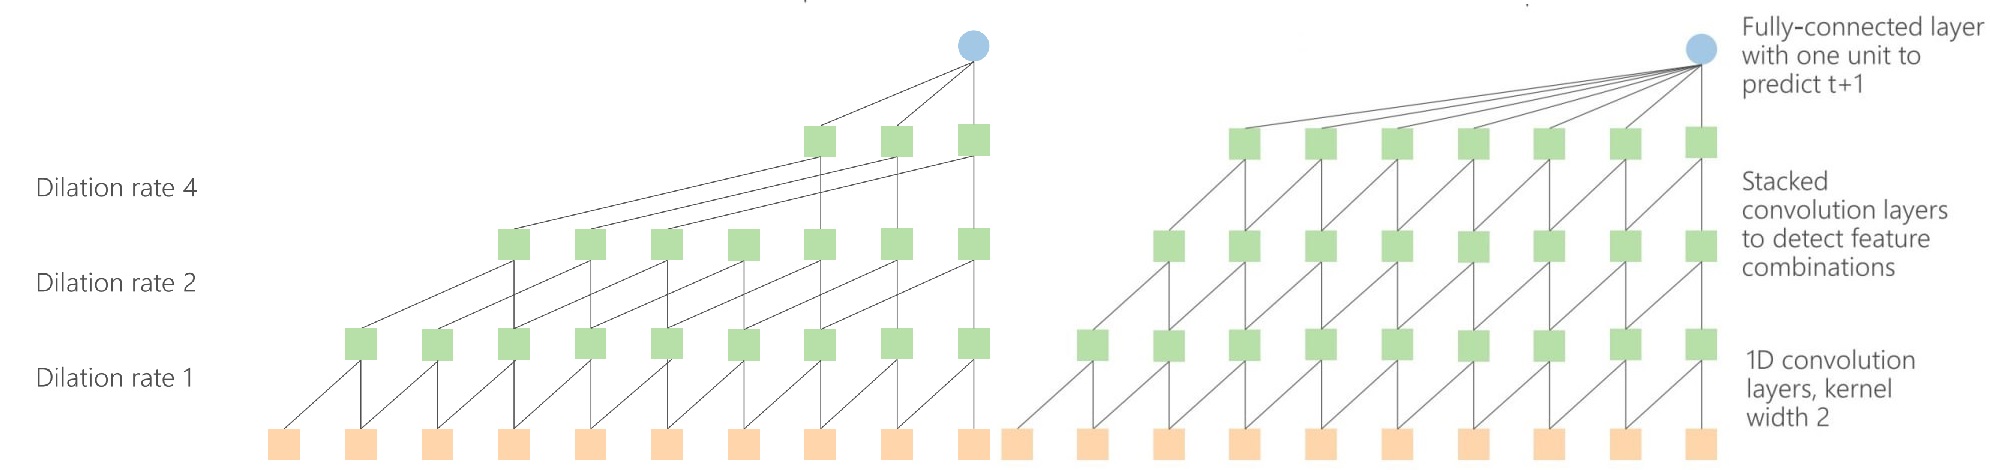 Dilation rate 4
Dilation rate 2
Dilation rate 1
Fully-connected layer
with one unit to
predict t+1
Stacked
convolution layers
to detect feature
combinations
1D convolution
layers, kernel
width 2